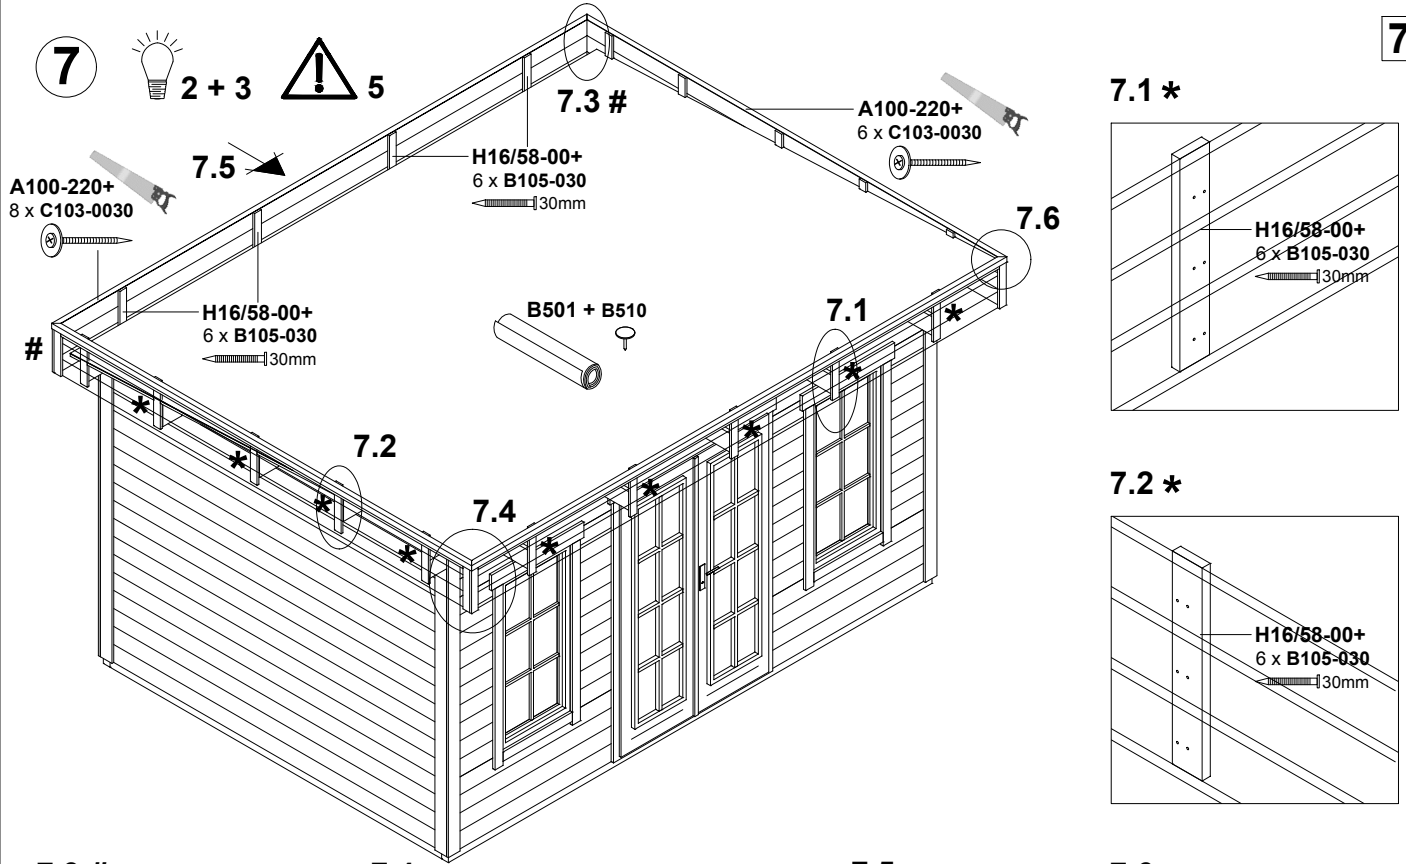 7
2 + 3
5
7
7.3 #
A100-220+
6 x C103-0030
7.1 *
7.5
H16/58-00+
6 x B105-030
30mm
A100-220+
8 x C103-0030
7.6
H16/58-00+
6 x B105-030
30mm
H16/58-00+
6 x B105-030
30mm
B501 + B510
7.1
*
#
*
*
*
*
*
*
*
*
7.2
7.4
7.2 *
H16/58-00+
6 x B105-030
30mm